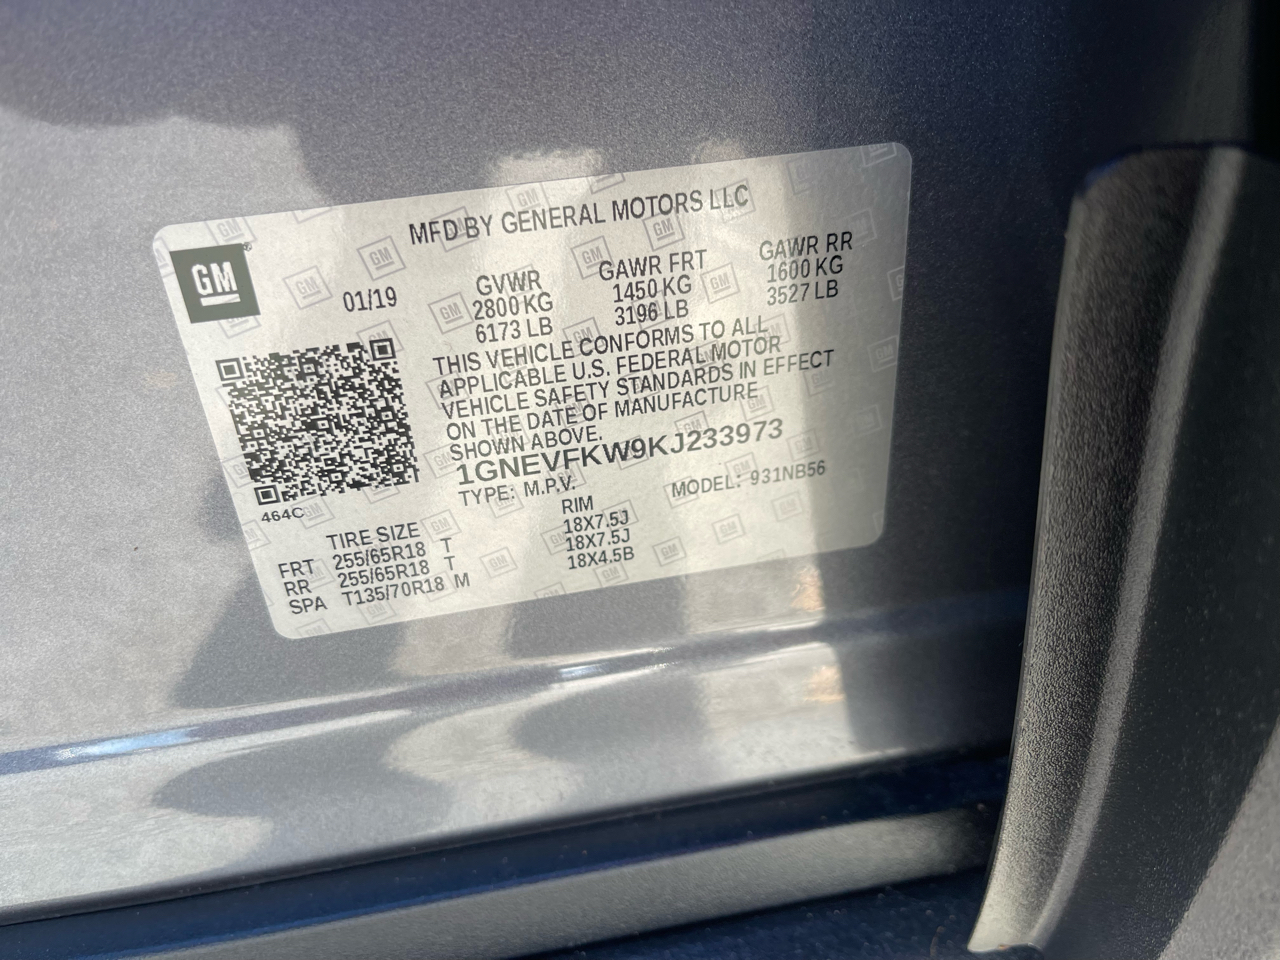 MFD BY GENERAL MOTORS LLC
GM
01/19
GVWR GAWR FRT GAWR RR
2800 KG 1450 KG 1600 KG
6173 LB 3196 LB 3527 LB
THIS VEHICLE CONFORMS TO ALL
APPLICABLE U.S. FEDERAL MOTOR
VEHICLE SAFETY STANDARDS IN EFFECT
ON THE DATE OF MANUFACTURE
SHOWN ABOVE.
1GNEVFKW9KJ233973
TYPE: M.P.V. MODEL: 931NB56
464C
TIRE SIZE RIM
FRT 255/65R18 T 18X7.5J
RR 255/65R18 T 18X7.5J
SPA T135/70R18 M 18X4.5B